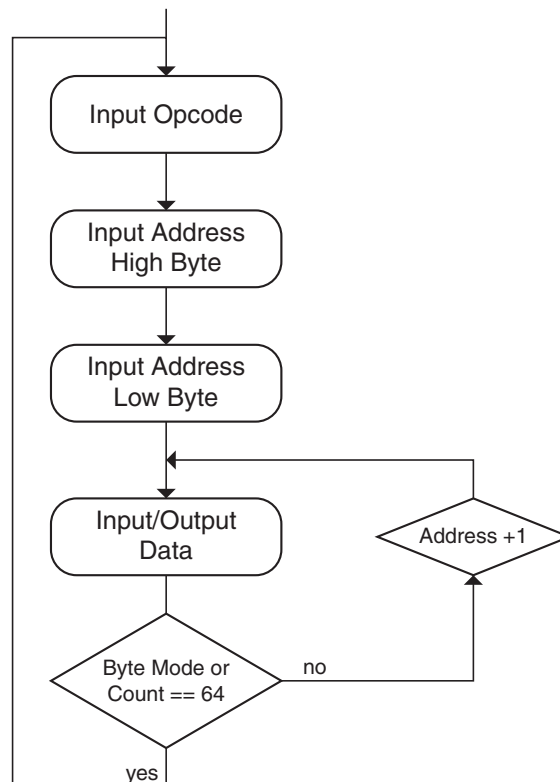 Input Opcode
Input Address
High Byte
Input Address
Low Byte
Input/Output
Data
Address +1
Byte Mode or
Count == 64
no
yes